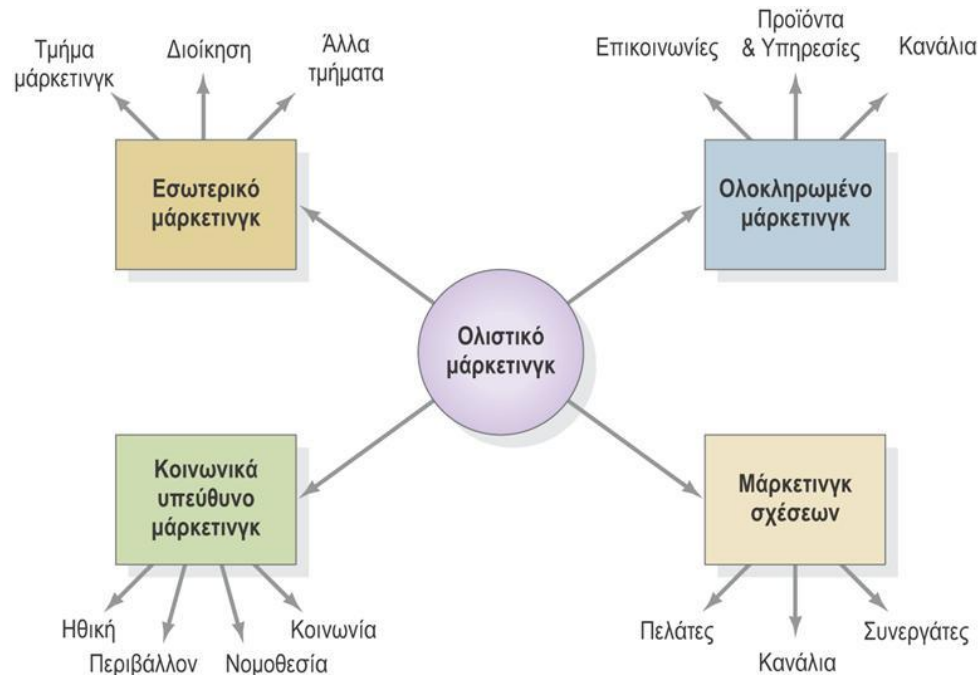 Τμήμα
μάρκετινγκ
Διοίκηση
Άλλα
τμήματα
Επικοινωνίες
Προϊόντα
& Υπηρεσίες
Κανάλια
Εσωτερικό
μάρκετινγκ
Ολοκληρωμένο
μάρκετινγκ
Ολιστικό
μάρκετινγκ
Κοινωνικά
υπεύθυνο
μάρκετινγκ
Μάρκετινγκ
σχέσεων
Ηθική
Περιβάλλον
Νομοθεσία
Κοινωνία
Πελάτες
Κανάλια
Συνεργάτες